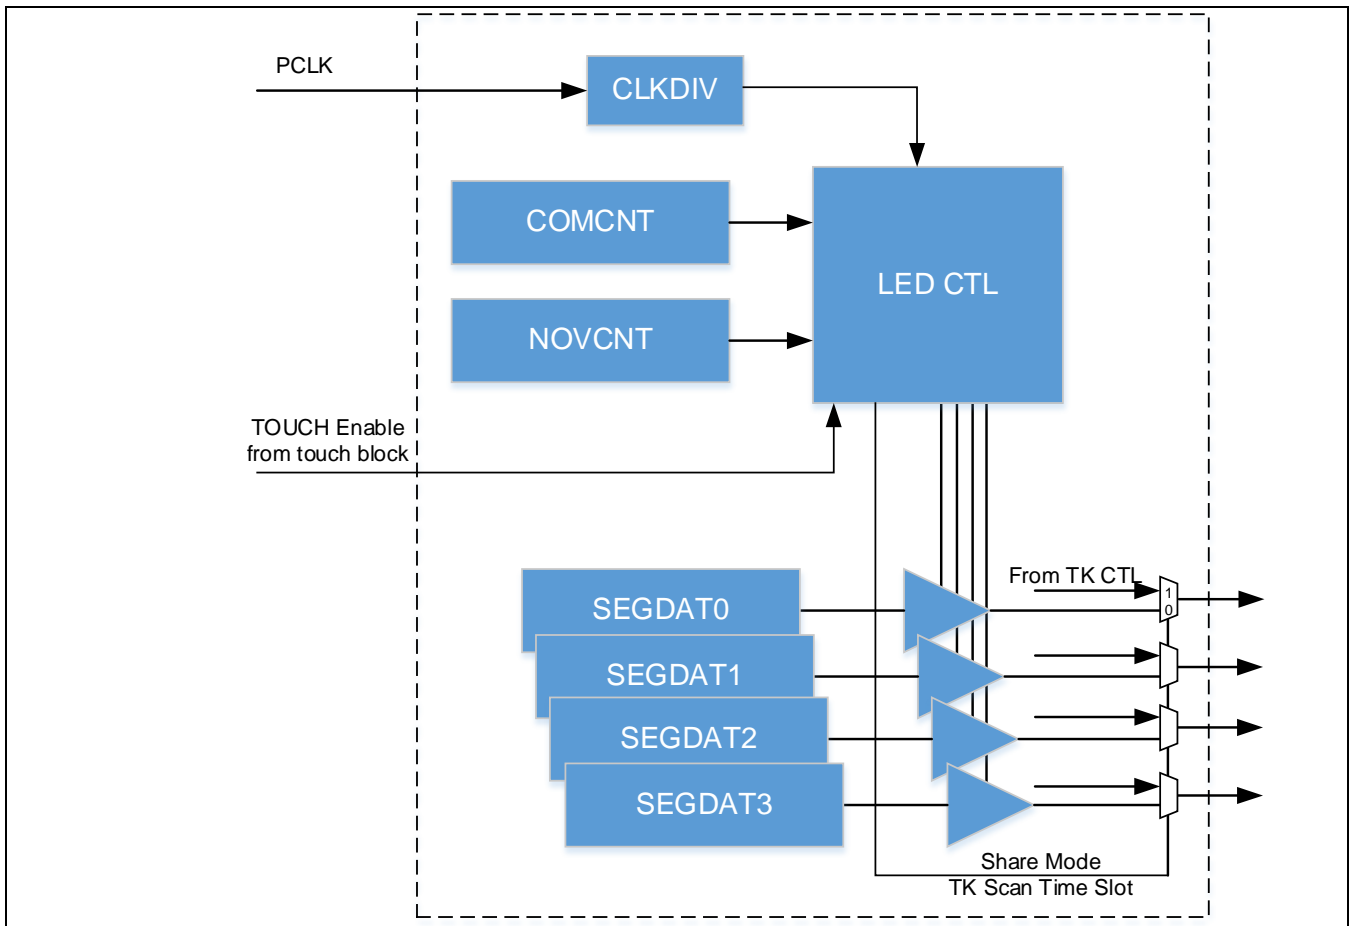 PCLK
CLKDIV
COMCNT
LED CTL
NOVCNT
TOUCH Enable
from touch block
From TK CTL
1
0
SEGDAT0
SEGDAT1
SEGDAT2
SEGDAT3
Share Mode
TK Scan Time Slot